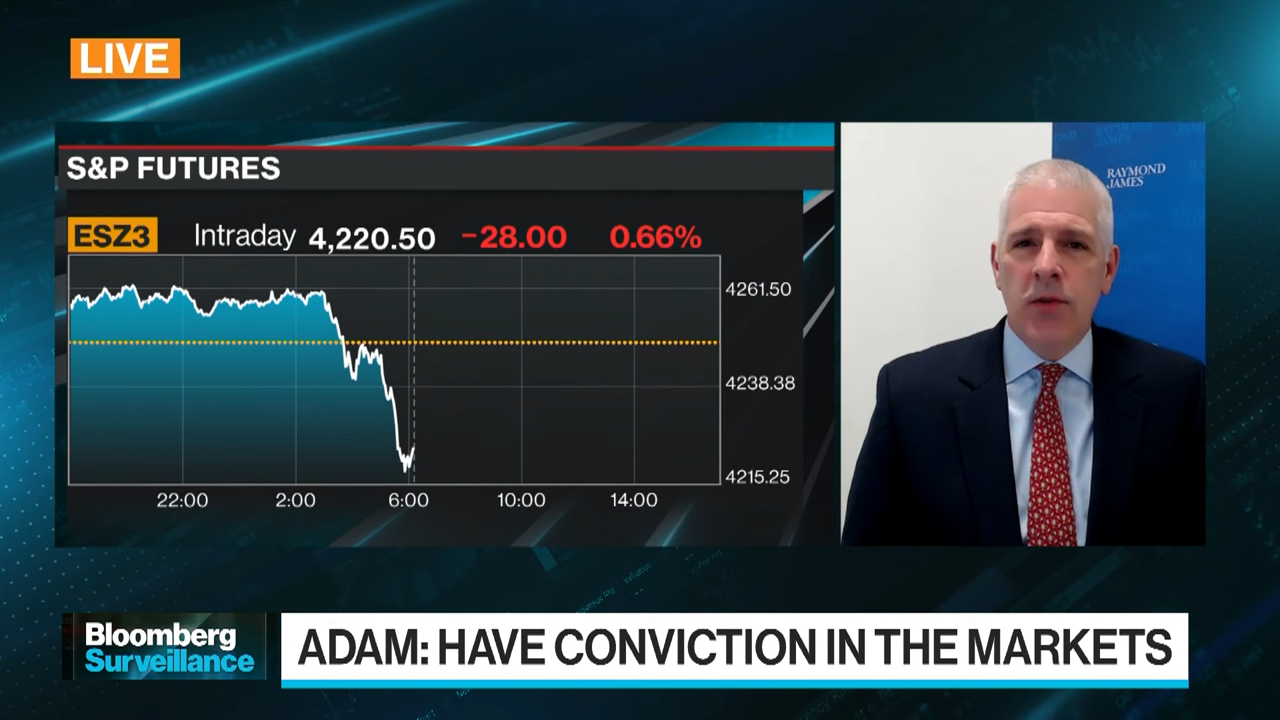 LIVE
S&P FUTURES
ESZ3 Intraday 4,220.50 −28.00 0.66%
4261.50
4238.38
4215.25
22:00 2:00 6:00 10:00 14:00
RAYMOND
JAMES
Bloomberg
Surveillance
ADAM: HAVE CONVICTION IN THE MARKETS